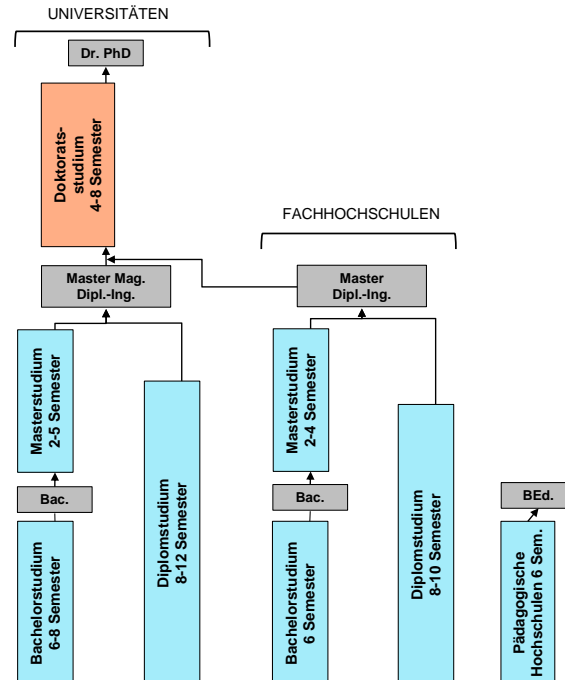 UNIVERSITÄTEN
Dr. PhD
Doktorats-
studium
4-8 Semester
FACHHOCHSCHULEN
Master Mag.
Dipl.-Ing.
Master
Dipl.-Ing.
Masterstudium
2-5 Semester
Masterstudium
2-4 Semester
Diplomstudium
8-12 Semester
Diplomstudium
8-10 Semester
Bac.
Bac.
BEd.
Bachelorstudium
6-8 Semester
Bachelorstudium
6 Semester
Pädagogische
Hochschulen 6 Sem.